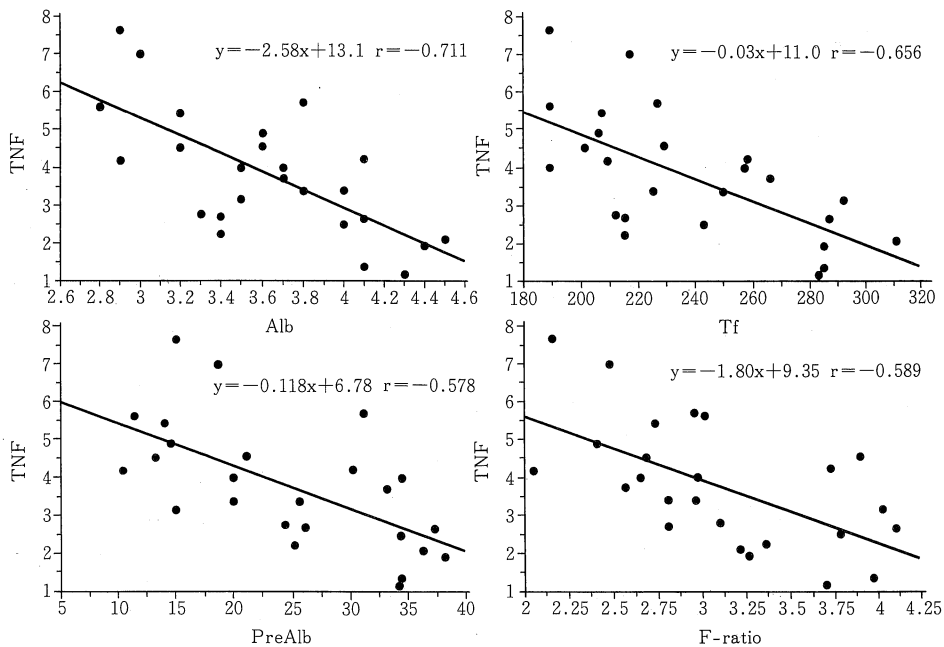 8
7
6
5
4
3
2
1
TNF
y=−2.58x+13.1 r=−0.711
2.6 2.8 3 3.2 3.4 3.6 3.8 4 4.2 4.4 4.6
Alb
8
7
6
5
4
3
2
1
TNF
y=−0.03x+11.0 r=−0.656
180 200 220 240 260 280 300 320
Tf
8
7
6
5
4
3
2
1
TNF
y=−0.118x+6.78 r=−0.578
5 10 15 20 25 30 35 40
PreAlb
8
7
6
5
4
3
2
1
TNF
y=−1.80x+9.35 r=−0.589
2 2.25 2.5 2.75 3 3.25 3.5 3.75 4 4.25
F-ratio